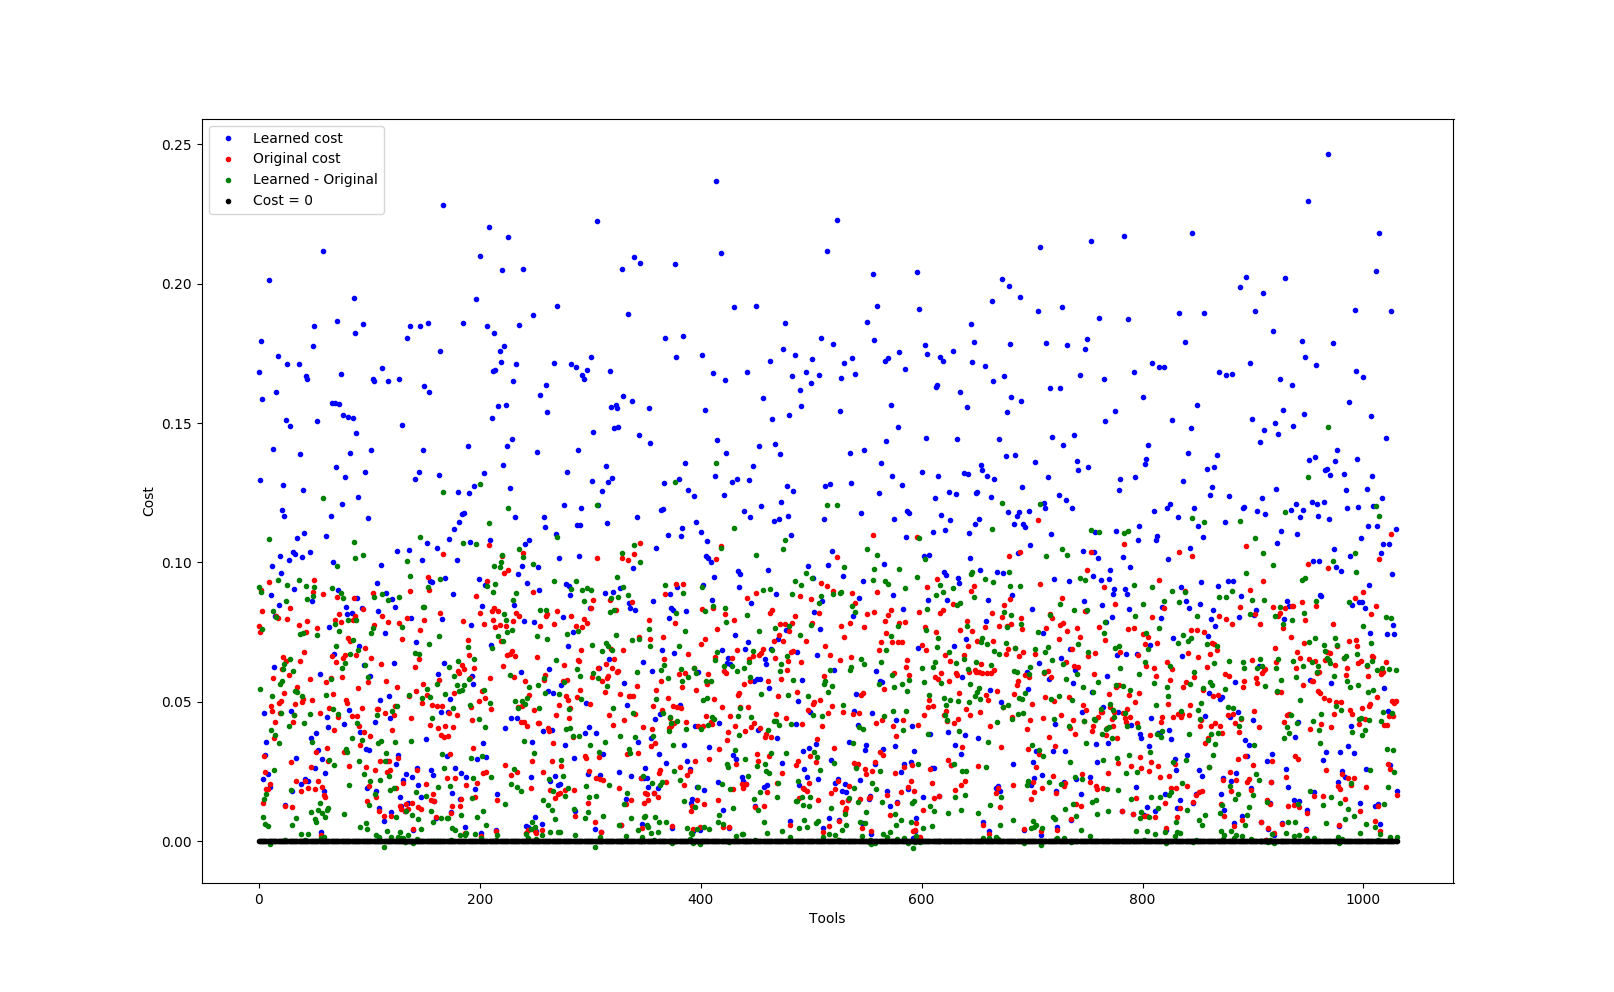 Learned cost
Original cost
Learned - Original
Cost = 0
0.25
0.20
0.15
0.10
0.05
0.00
Cost
0 200 400 600 800 1000
Tools